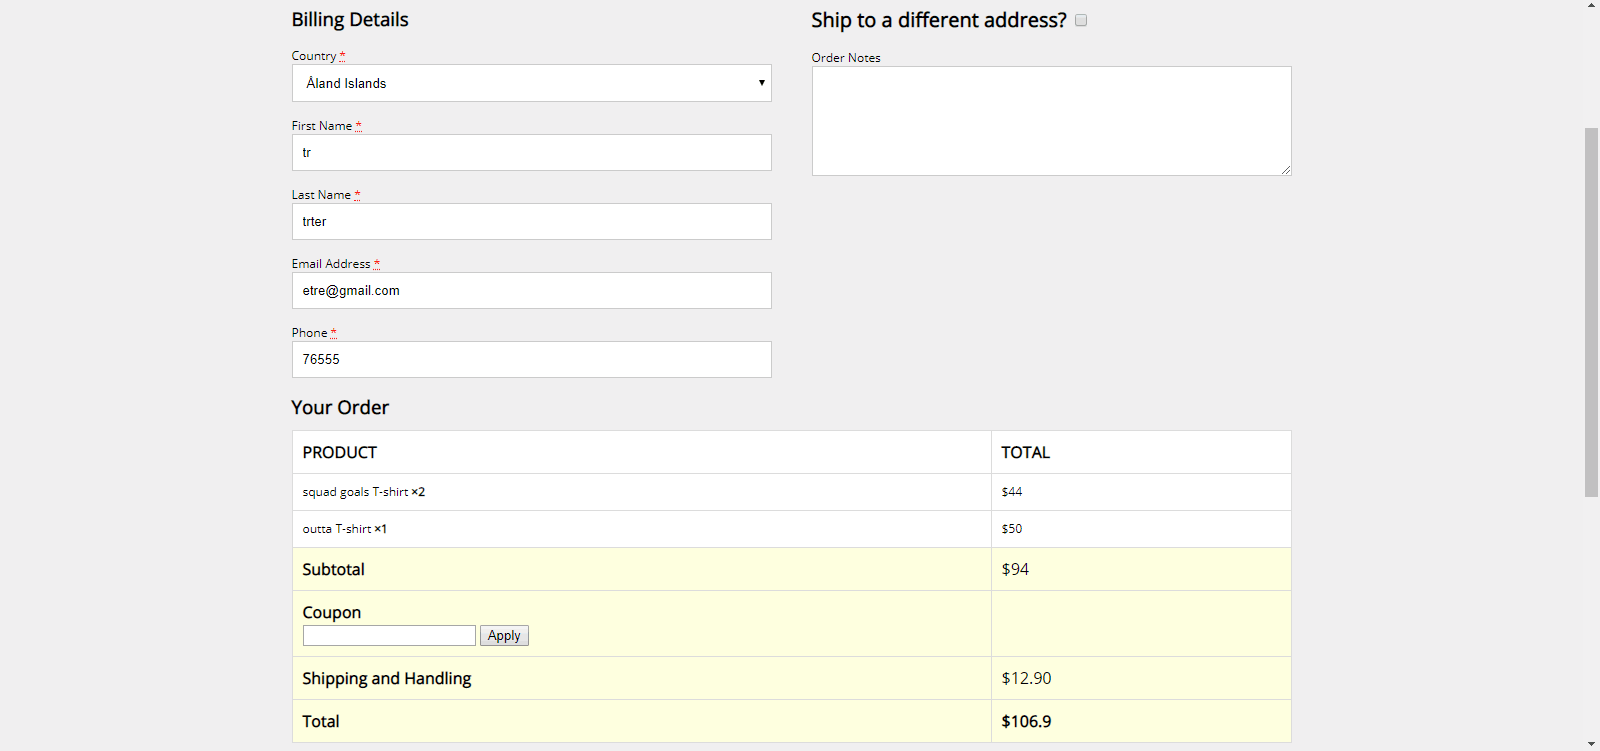 Billing Details
Country *
Åland Islands
First Name *
tr
Last Name *
trter
Email Address *
etre@gmail.com
Phone *
76555
Ship to a different address?
Order Notes
Your Order
PRODUCT TOTAL
squad goals T-shirt ×2 $44
outta T-shirt ×1 $50
Subtotal $94
Coupon
Apply
Shipping and Handling $12.90
Total $106.9